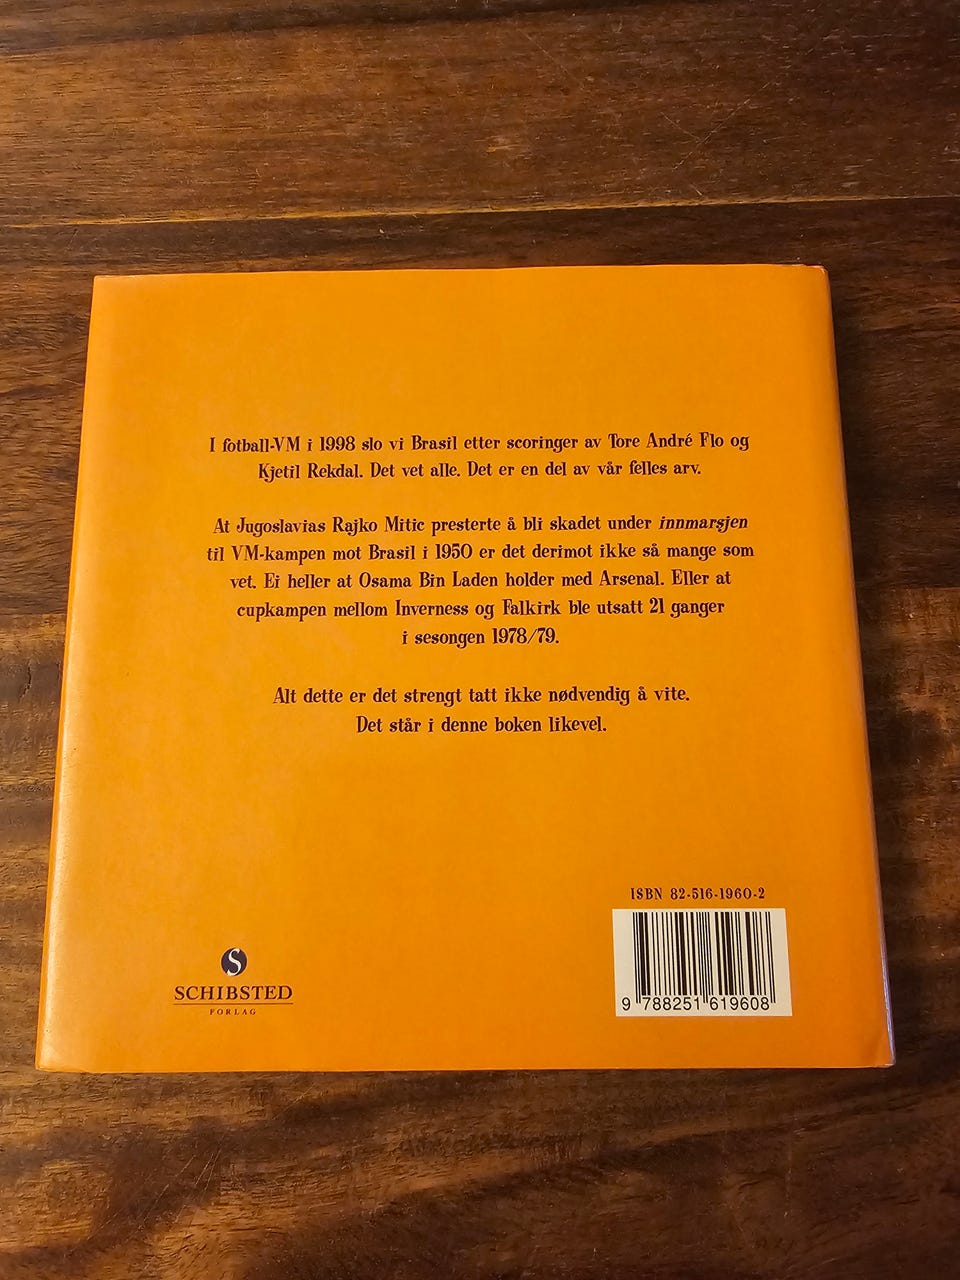 I fotball-VM i 1998 slo vi Brasil etter scoringer av Tore André Flo og
Kjetil Rekdal. Det vet alle. Det er en del av vår felles arv.
At Jugoslavias Rajko Mitic presterte å bli skadet under innmarsjen
til VM-kampen mot Brasil i 1950 er det derimot ikke så mange som
vet. Ei heller at Osama Bin Laden holder med Arsenal. Eller at
cupkampen mellom Inverness og Falkirk ble utsatt 21 ganger
i sesongen 1978/79.
Alt dette er det strengt tatt ikke nødvendig å vite.
Det står i denne boken likevel.
ISBN 82-516-1960-2
9 788251 619608
S
SCHIBSTED
FORLAG